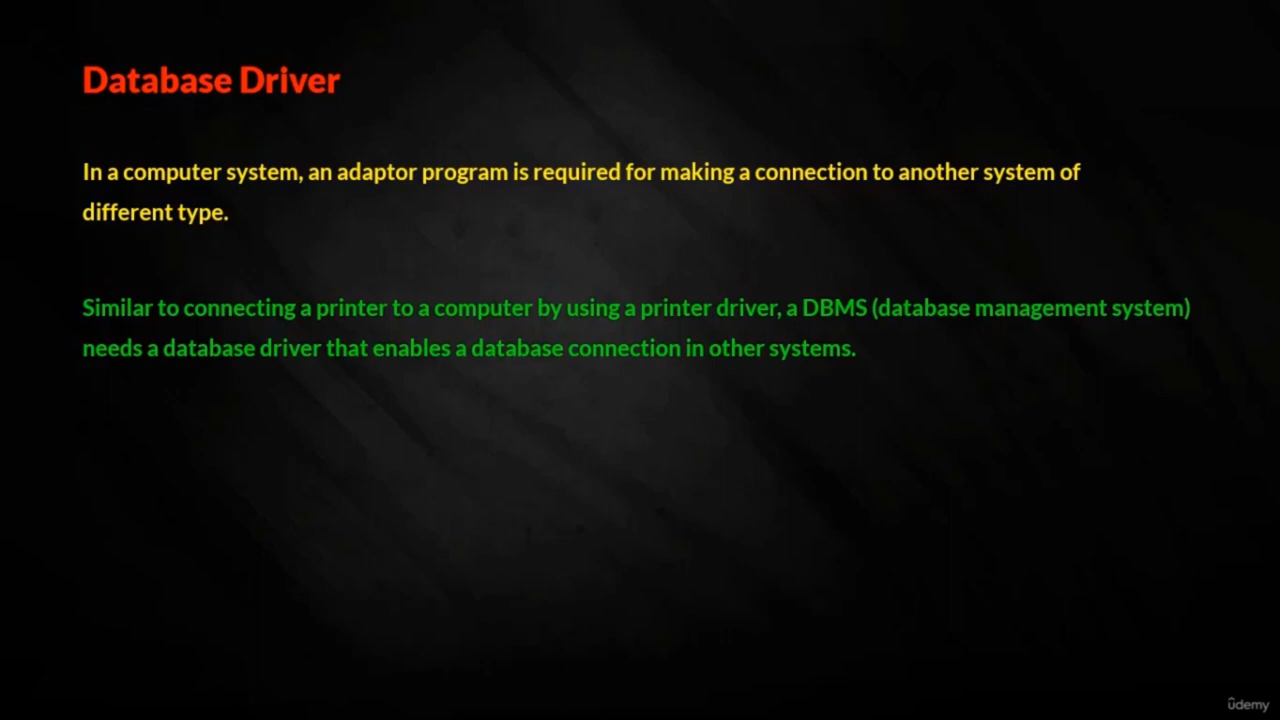 Database Driver
In a computer system, an adaptor program is required for making a connection to another system of
different type.
Similar to connecting a printer to a computer by using a printer driver, a DBMS (database management system)
needs a database driver that enables a database connection in other systems.
ûdemy